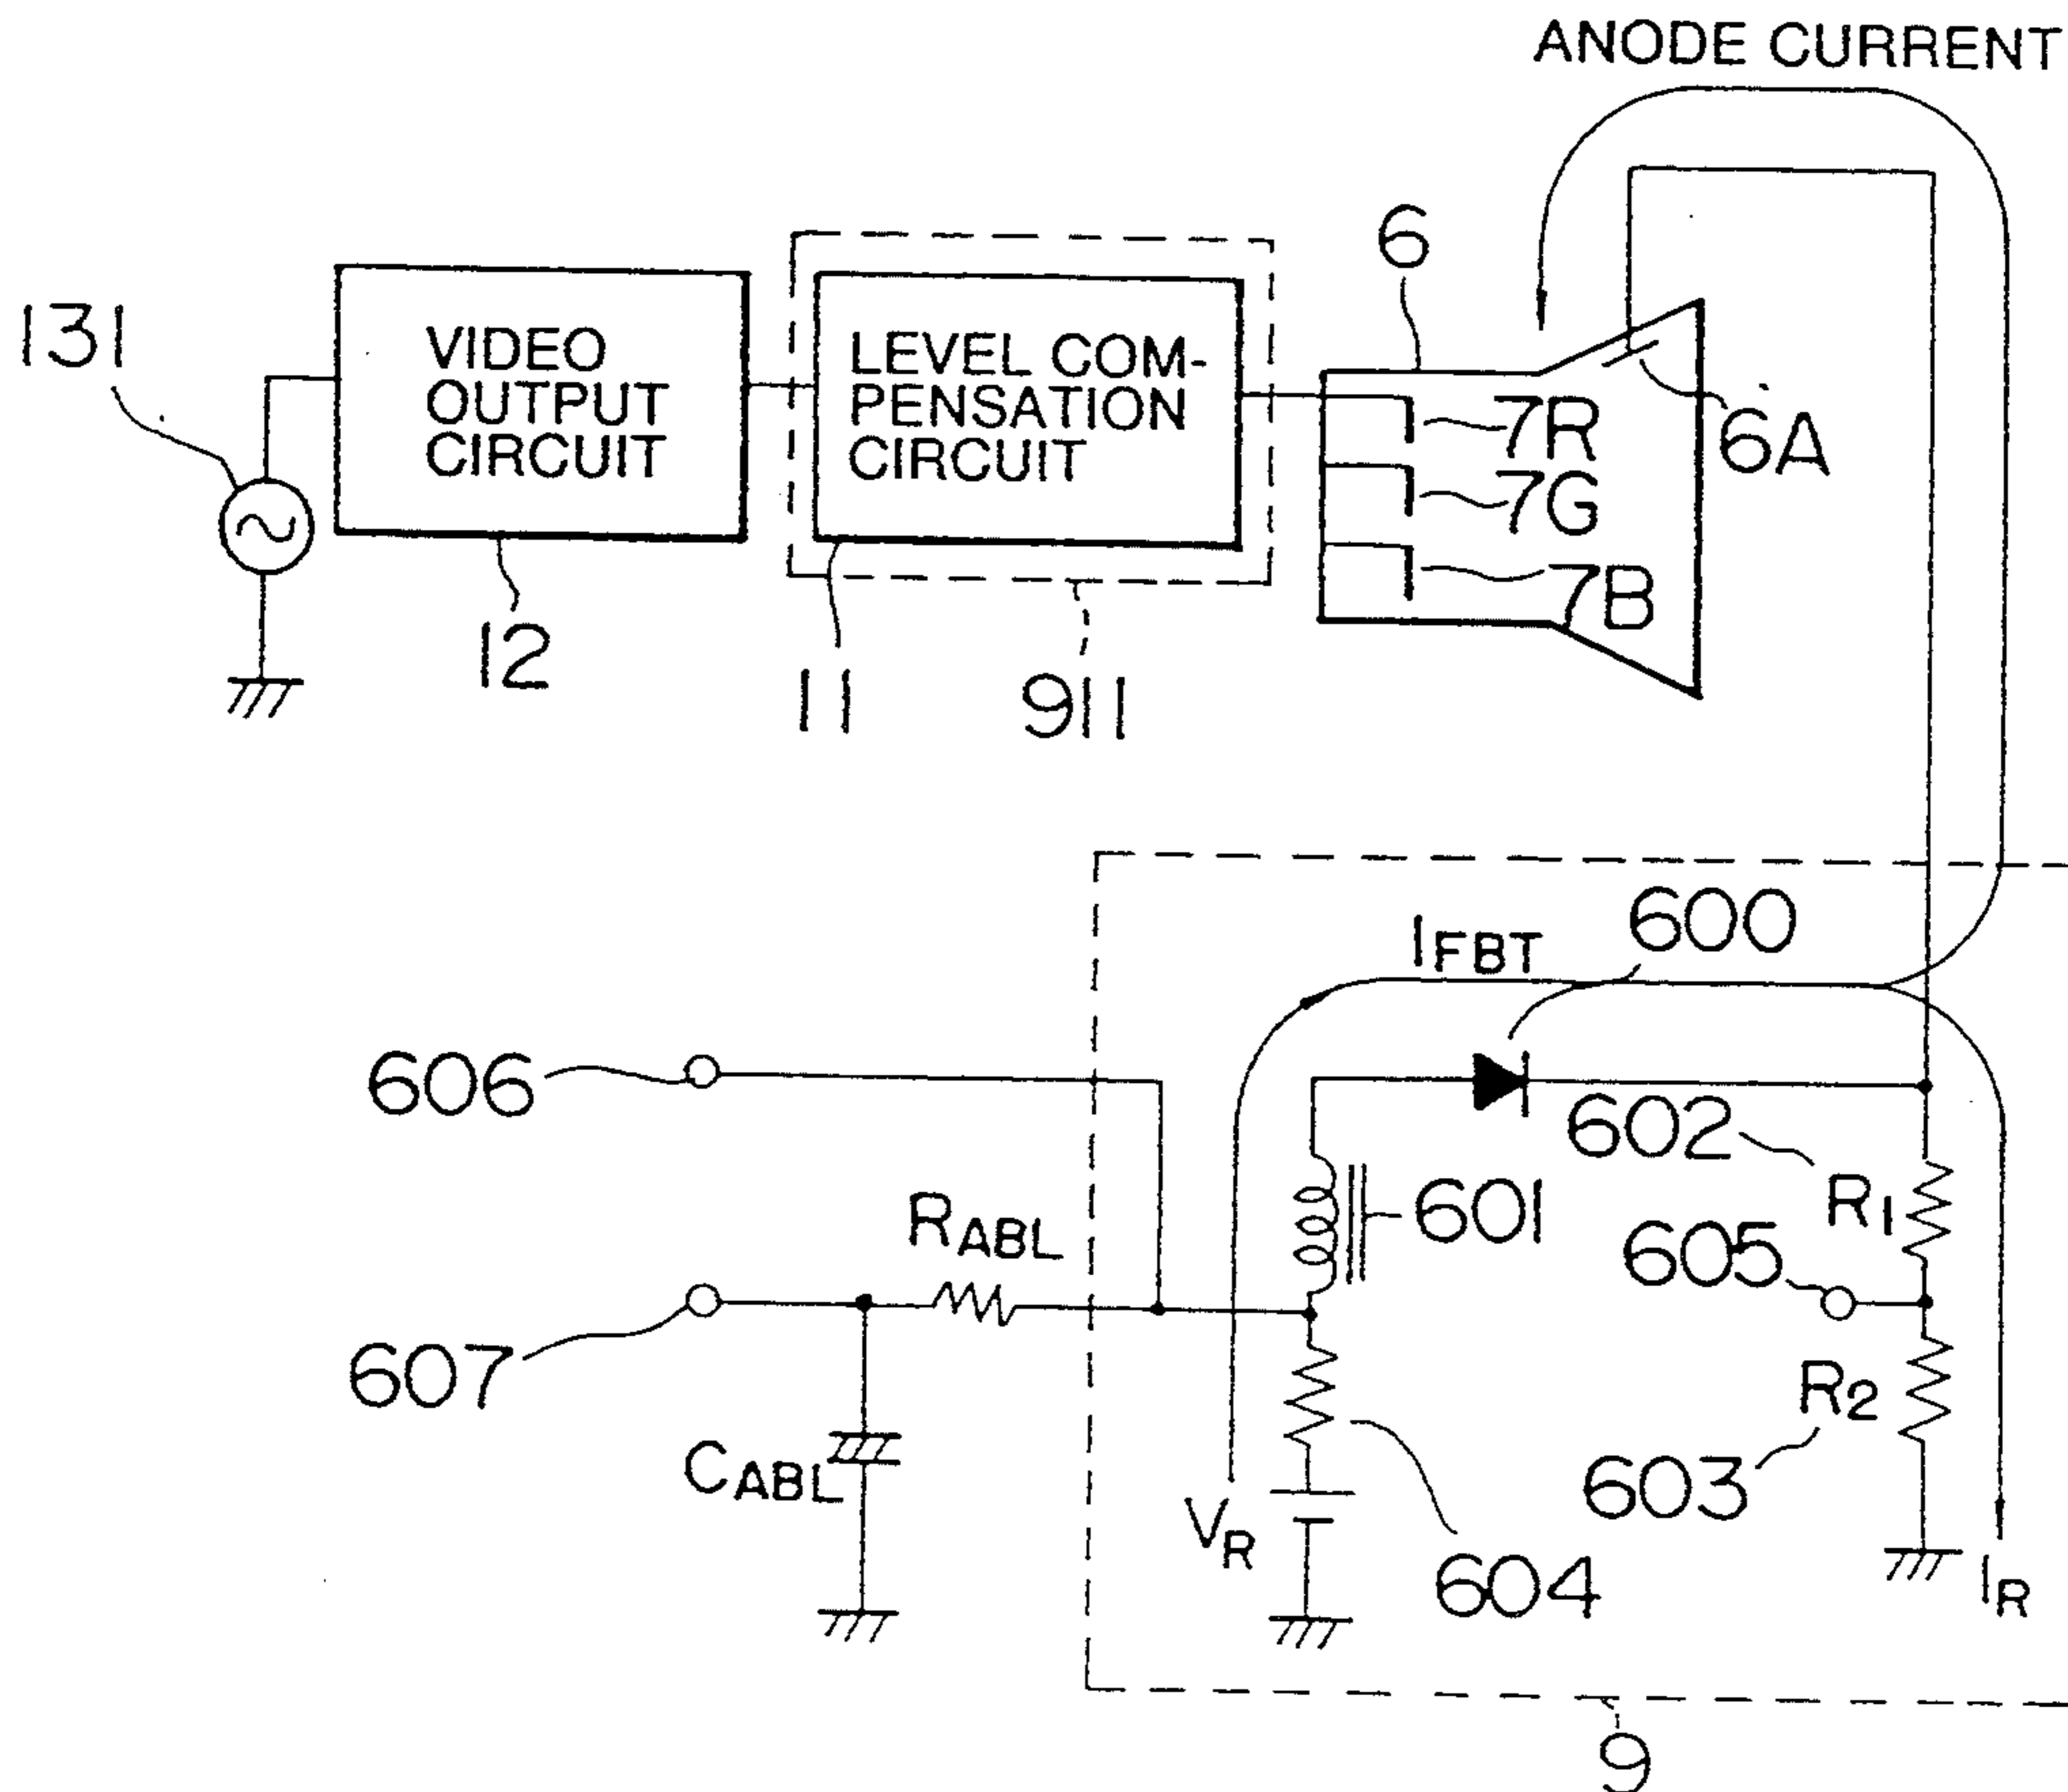 ANODE CURRENT
6
131
VIDEO
OUTPUT
CIRCUIT
LEVEL COM-
PENSATION
CIRCUIT
7R
6A
7G
7B
12
11
911
600
IFBT
606
602
601
R1
RABL
605
607
R2
CABL
603
VR
604
IR
9